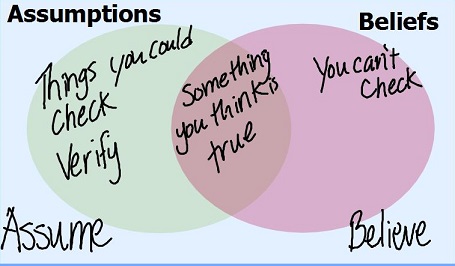 Assumptions
Beliefs
Things you could
check
Verify
Something
you think is
true
You can't
Check
Assume
Believe